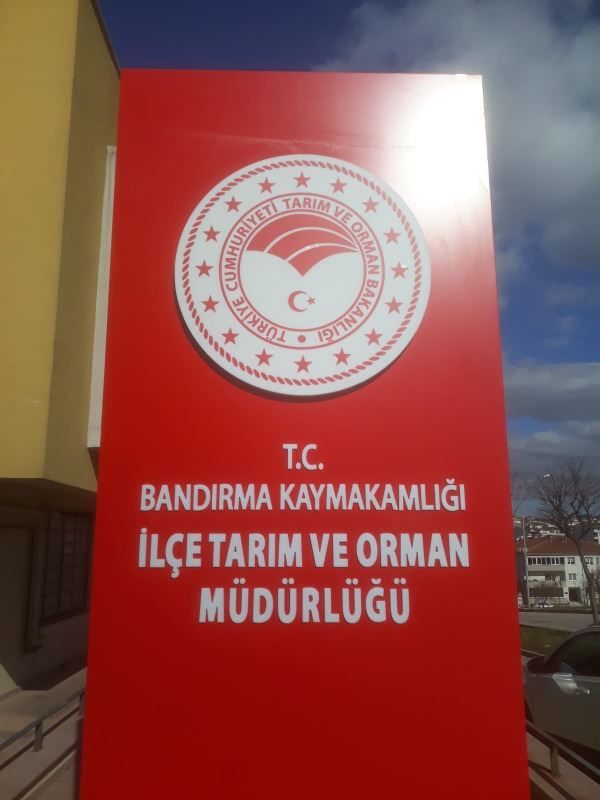 TÜRKİYE CUMHURİYETİ TARIM VE ORMAN BAKANLIĞI
T.C.
BANDIRMA KAYMAKAMLIĞI
İLÇE TARIM VE ORMAN
MÜDÜRLÜĞÜ